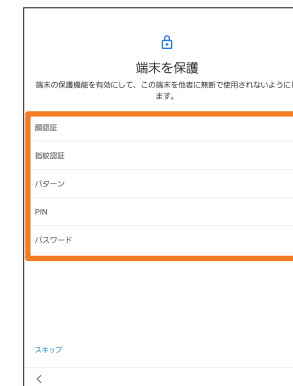 端末を保護
端末の保護機能を有効にして、この端末を他者に無断で使用されないように
ます。
顔認証
指紋認証
パターン
PIN
パスワード
スキップ